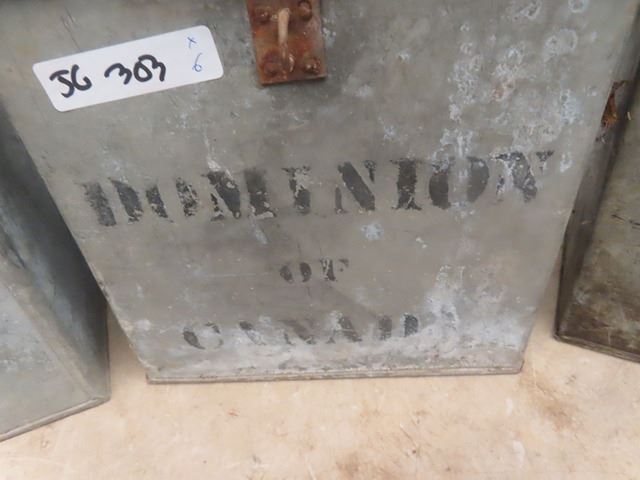 JG 303
x 6
DOMINION
OF
CANADA